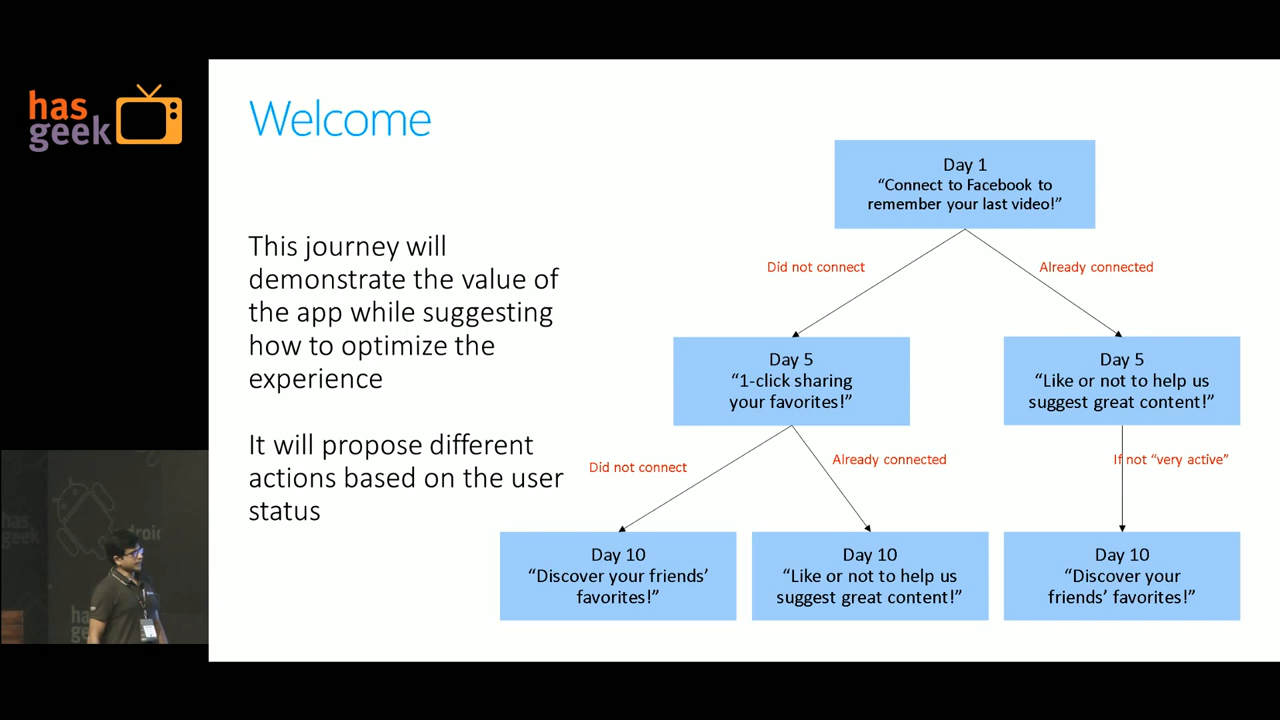 has
geek
Welcome
This journey will
demonstrate the value of
the app while suggesting
how to optimize the
experience
It will propose different
actions based on the user
status
Day 1
“Connect to Facebook to
remember your last video!”
Did not connect
Already connected
Day 5
“1-click sharing
your favorites!”
Day 5
“Like or not to help us
suggest great content!”
Did not connect
Already connected
If not “very active”
Day 10
“Discover your friends’
favorites!”
Day 10
“Like or not to help us
suggest great content!”
Day 10
“Discover your
friends’ favorites!”
has
geek
droid